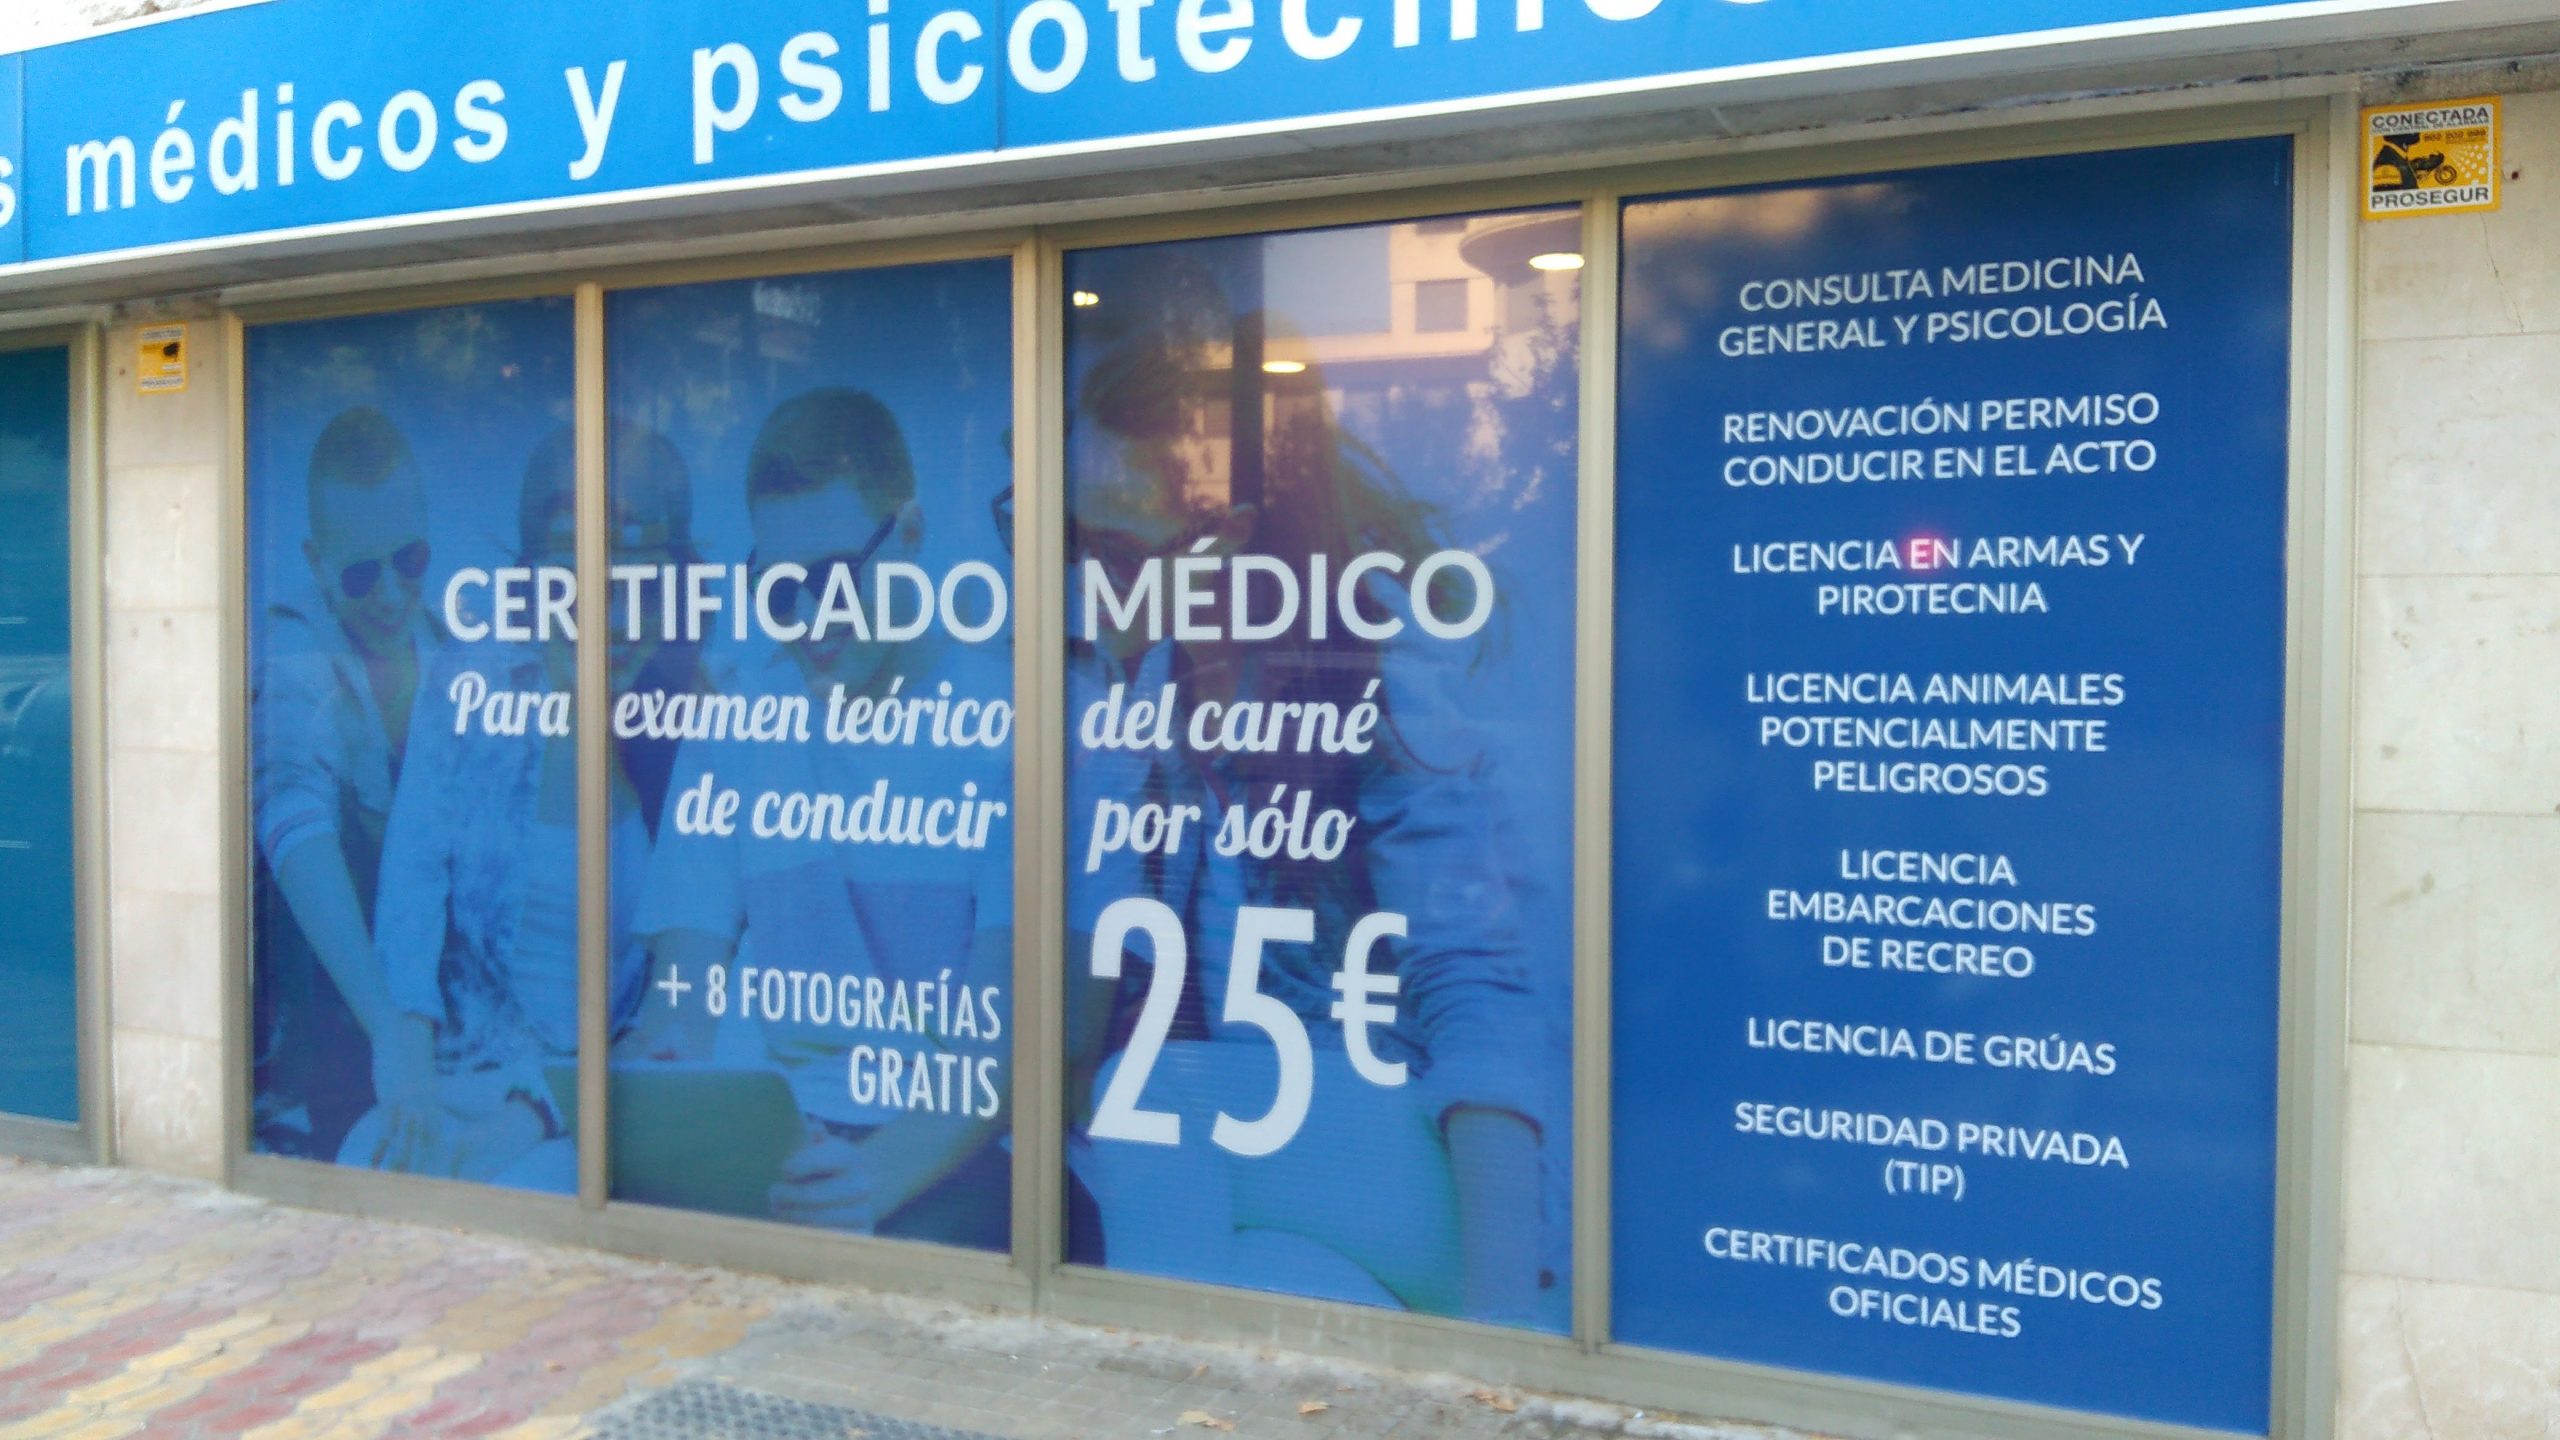 s médicos y psicotécnico
CERTIFICADO MÉDICO
Para examen teórico del carné
de conducir por sólo
+ 8 FOTOGRAFÍAS
GRATIS
25€
CONSULTA MEDICINA
GENERAL Y PSICOLOGÍA
RENOVACIÓN PERMISO
CONDUCIR EN EL ACTO
LICENCIA EN ARMAS Y
PIROTECNIA
LICENCIA ANIMALES
POTENCIALMENTE
PELIGROSOS
LICENCIA
EMBARCACIONES
DE RECREO
LICENCIA DE GRÚAS
SEGURIDAD PRIVADA
(TIP)
CERTIFICADOS MÉDICOS
OFICIALES
CONECTADA
PROSEGUR
CONECTADA